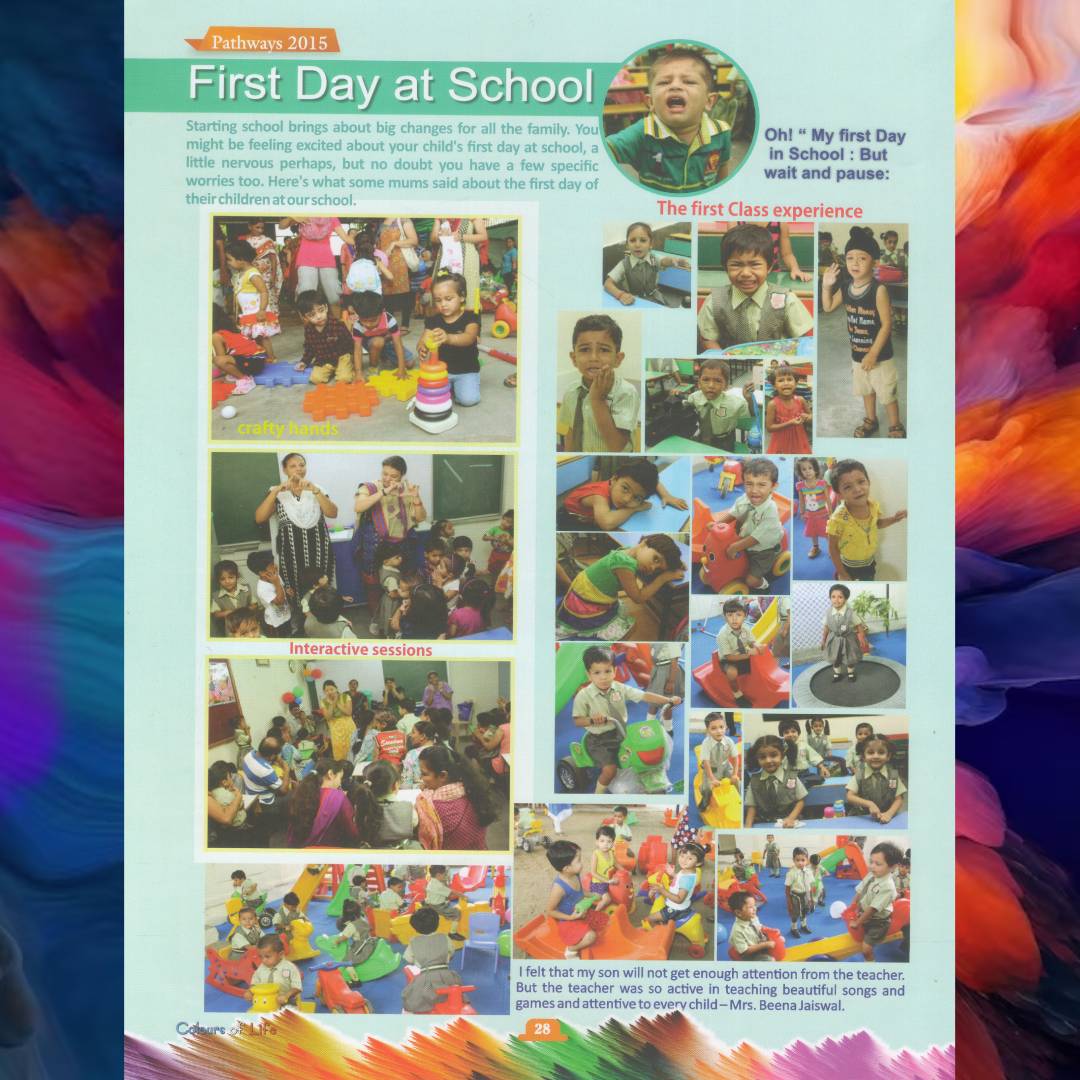 Pathways 2015
First Day at School
Starting school brings about big changes for all the family. You
might be feeling excited about your child's first day at school, a
little nervous perhaps, but no doubt you have a few specific
worries too. Here's what some mums said about the first day of
their children at our school.
Oh! “ My first Day
in School : But
wait and pause:
The first Class experience
crafty hands
Interactive sessions
I felt that my son will not get enough attention from the teacher.
But the teacher was so active in teaching beautiful songs and
games and attentive to every child – Mrs. Beena Jaiswal.
Colours of Life
28